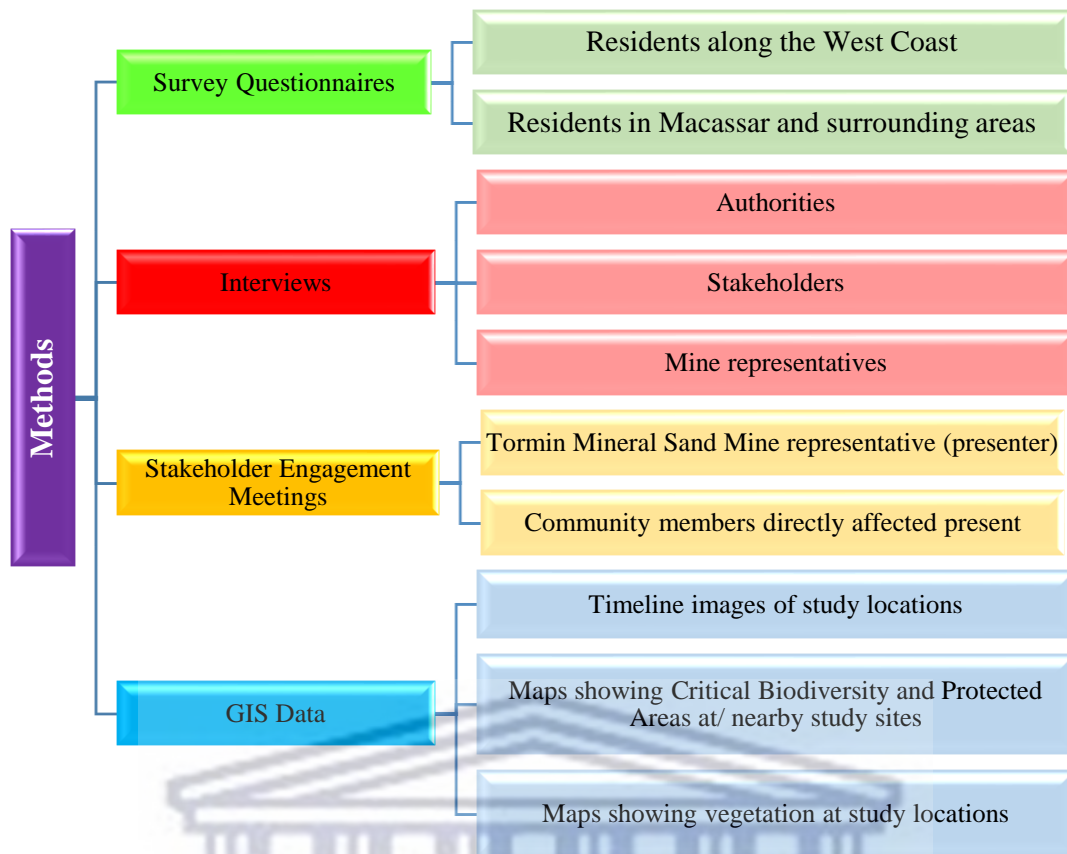 Methods
Survey Questionnaires
Residents along the West Coast
Residents in Macassar and surrounding areas
Interviews
Authorities
Stakeholders
Mine representatives
Stakeholder Engagement
Meetings
Tormin Mineral Sand Mine representative (presenter)
Community members directly affected present
GIS Data
Timeline images of study locations
Maps showing Critical Biodiversity and Protected
Areas at/ nearby study sites
Maps showing vegetation at study locations